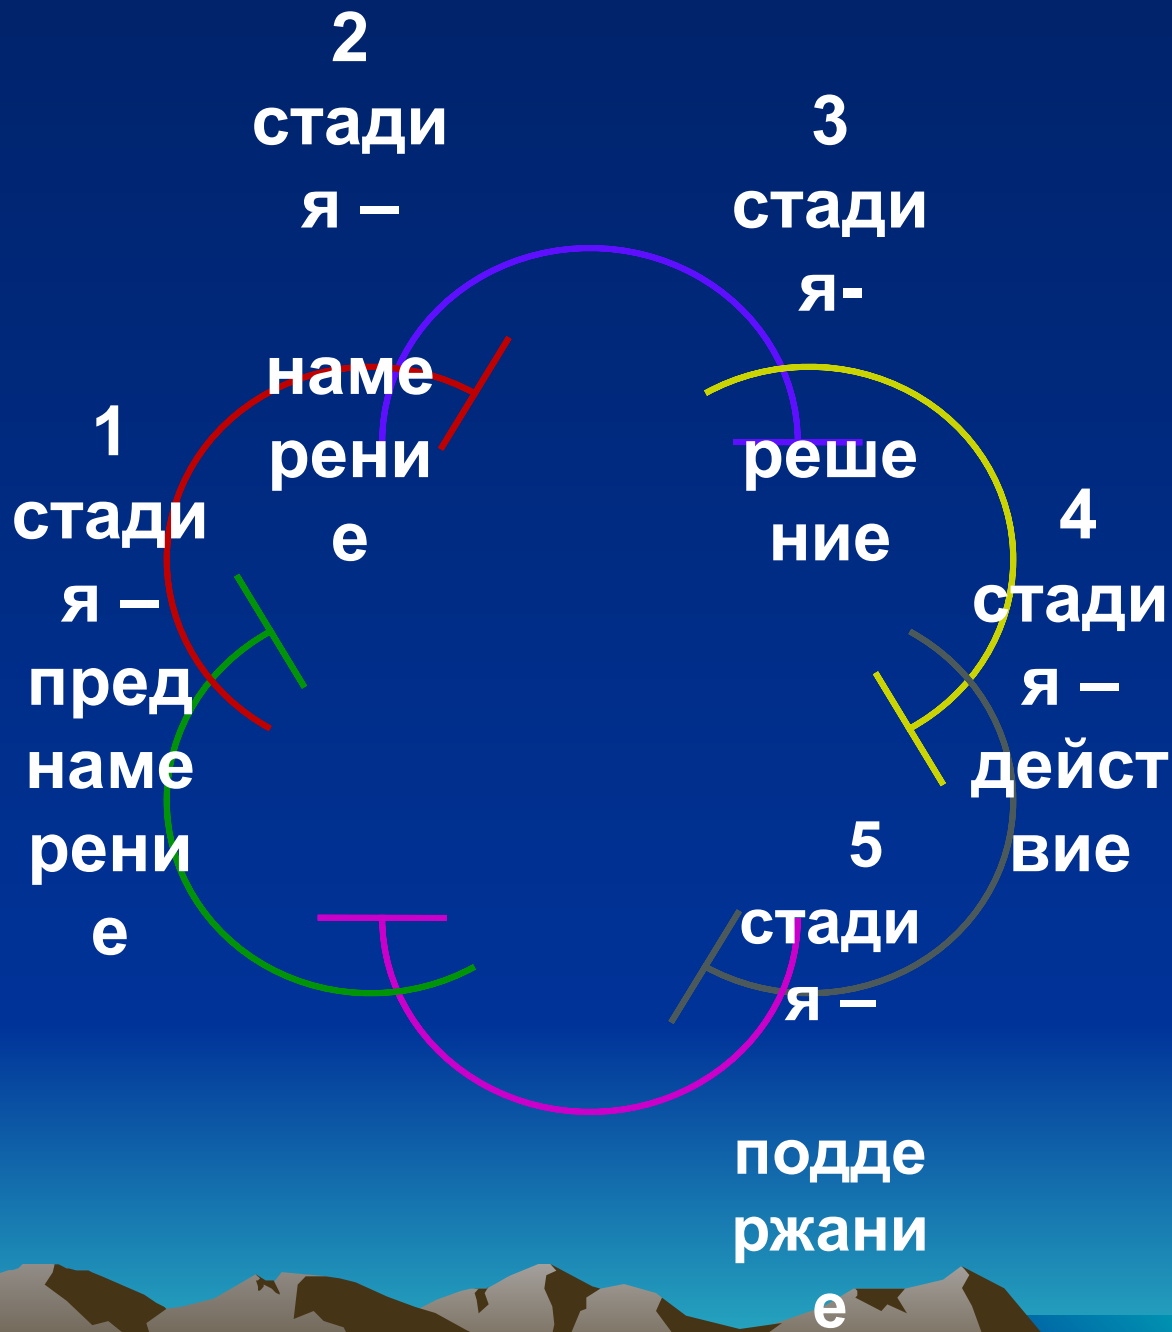 1
стади
я –
пред
наме
рени
е
2
стади
я –
наме
рени
е
3
стади
я-
реше
ние
4
стади
я –
дейст
вие
5
стади
я –
подде
ржани
е